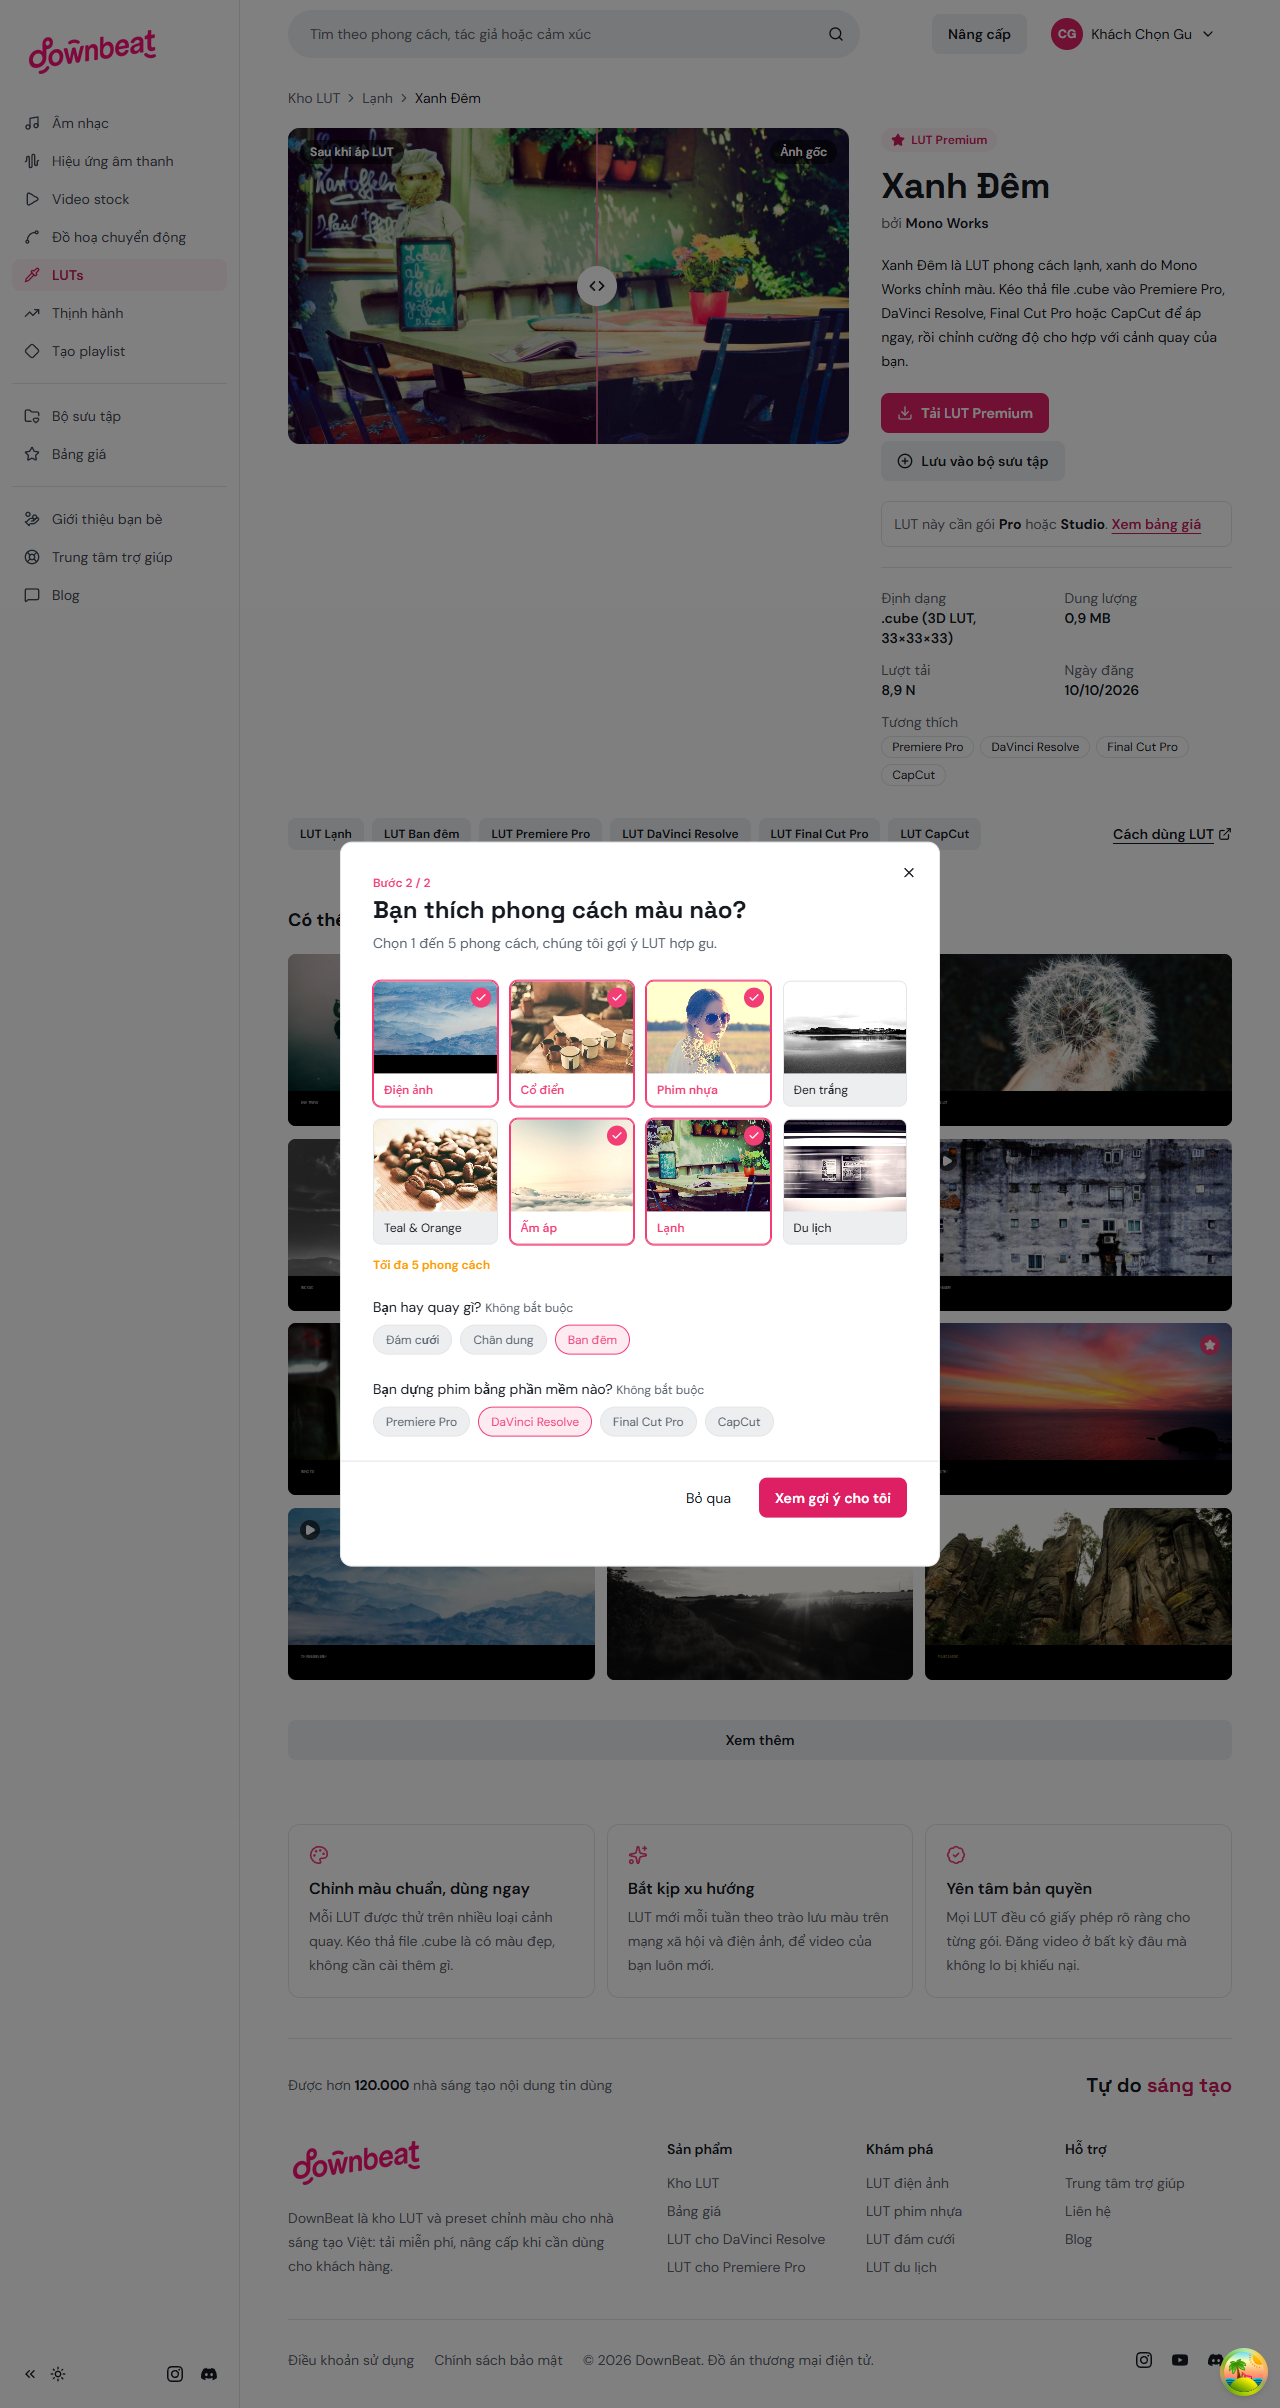 downbeat
Âm nhạc
Hiệu ứng âm thanh
Video stock
Đồ hoạ chuyển động
LUTs
Thịnh hành
Tạo playlist
Bộ sưu tập
Bảng giá
Giới thiệu bạn bè
Trung tâm trợ giúp
Blog
Tìm theo phong cách, tác giả hoặc cảm xúc
Nâng cấp
CG Khách Chọn Gu
Kho LUT > Lạnh > Xanh Đêm
Sau khi áp LUT
Ảnh gốc
LUT Premium
Xanh Đêm
bởi Mono Works
Xanh Đêm là LUT phong cách lạnh, xanh do Mono
Works chỉnh màu. Kéo thả file .cube vào Premiere Pro,
DaVinci Resolve, Final Cut Pro hoặc CapCut để áp
ngay, rồi chỉnh cường độ cho hợp với cảnh quay của
bạn.
Tải LUT Premium
Lưu vào bộ sưu tập
LUT này cần gói Pro hoặc Studio. Xem bảng giá
Định dạng
.cube (3D LUT,
33×33×33)
Dung lượng
0,9 MB
Lượt tải
8,9 N
Ngày đăng
10/10/2026
Tương thích
Premiere Pro
DaVinci Resolve
Final Cut Pro
CapCut
LUT Lạnh
LUT Ban đêm
LUT Premiere Pro
LUT DaVinci Resolve
LUT Final Cut Pro
LUT CapCut
Cách dùng LUT
Có thể
Bước 2 / 2
Bạn thích phong cách màu nào?
Chọn 1 đến 5 phong cách, chúng tôi gợi ý LUT hợp gu.
Điện ảnh
Cổ điển
Phim nhựa
Đen trắng
Teal & Orange
Ấm áp
Lạnh
Du lịch
Tối đa 5 phong cách
Bạn hay quay gì? Không bắt buộc
Đám cưới
Chân dung
Ban đêm
Bạn dựng phim bằng phần mềm nào? Không bắt buộc
Premiere Pro
DaVinci Resolve
Final Cut Pro
CapCut
Bỏ qua
Xem gợi ý cho tôi
Xem thêm
Chỉnh màu chuẩn, dùng ngay
Mỗi LUT được thử trên nhiều loại cảnh
quay. Kéo thả file .cube là có màu đẹp,
không cần cài thêm gì.
Bắt kịp xu hướng
LUT mới mỗi tuần theo trào lưu màu trên
mạng xã hội và điện ảnh, để video của
bạn luôn mới.
Yên tâm bản quyền
Mọi LUT đều có giấy phép rõ ràng cho
từng gói. Đăng video ở bất kỳ đâu mà
không lo bị khiếu nại.
Được hơn 120.000 nhà sáng tạo nội dung tin dùng
Tự do sáng tạo
downbeat
DownBeat là kho LUT và preset chỉnh màu cho nhà
sáng tạo Việt: tải miễn phí, nâng cấp khi cần dùng
cho khách hàng.
Sản phẩm
Kho LUT
Bảng giá
LUT cho DaVinci Resolve
LUT cho Premiere Pro
Khám phá
LUT điện ảnh
LUT phim nhựa
LUT đám cưới
LUT du lịch
Hỗ trợ
Trung tâm trợ giúp
Liên hệ
Blog
Điều khoản sử dụng
Chính sách bảo mật
© 2026 DownBeat. Đồ án thương mại điện tử.